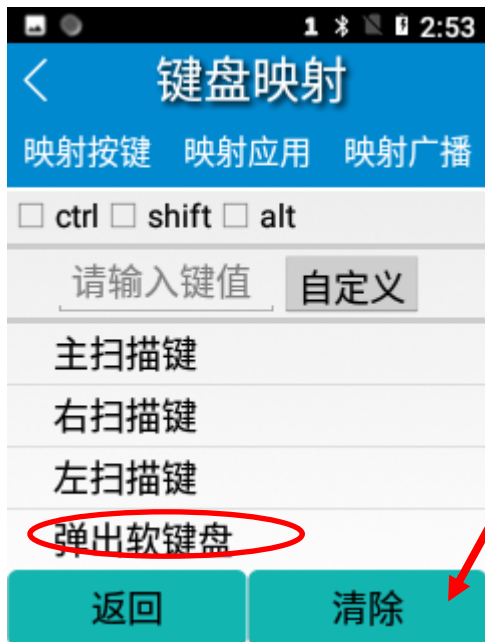 1 2:53
键盘映射
映射按键 映射应用 映射广播
ctrl shift alt
请输入键值 自定义
主扫描键
右扫描键
左扫描键
弹出软键盘
返回 清除